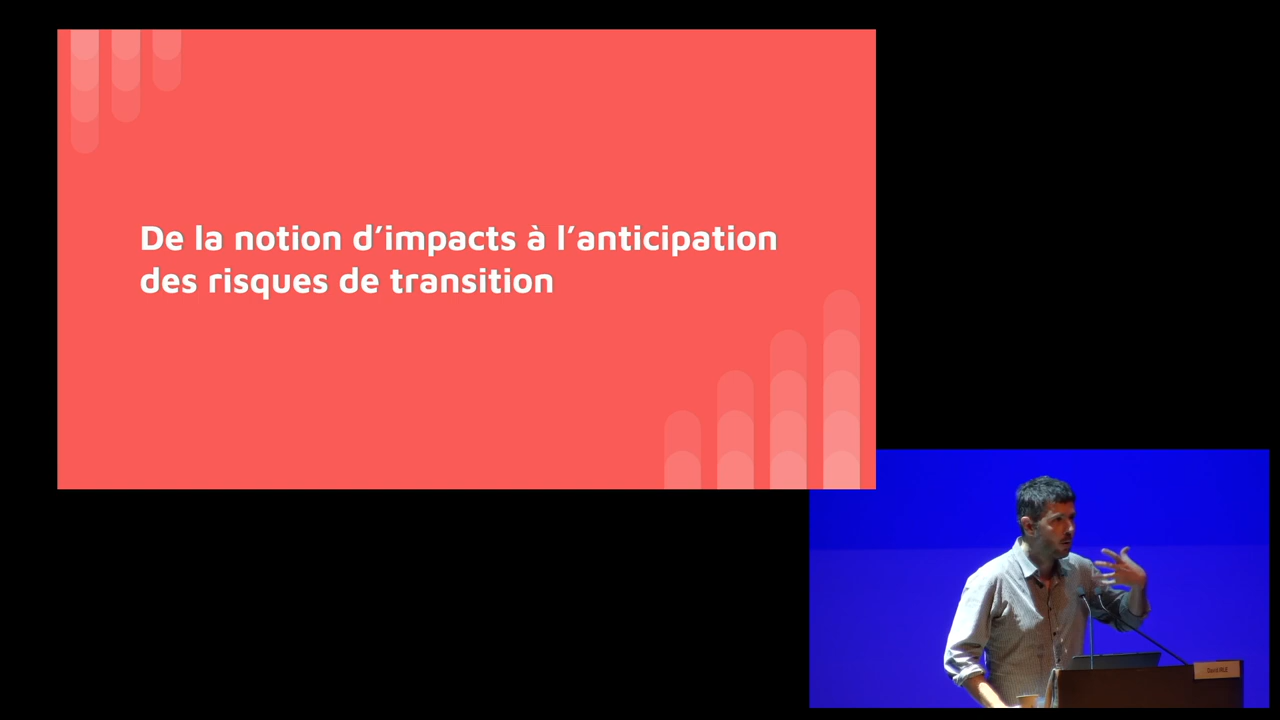 De la notion d’impacts à l’anticipation
des risques de transition